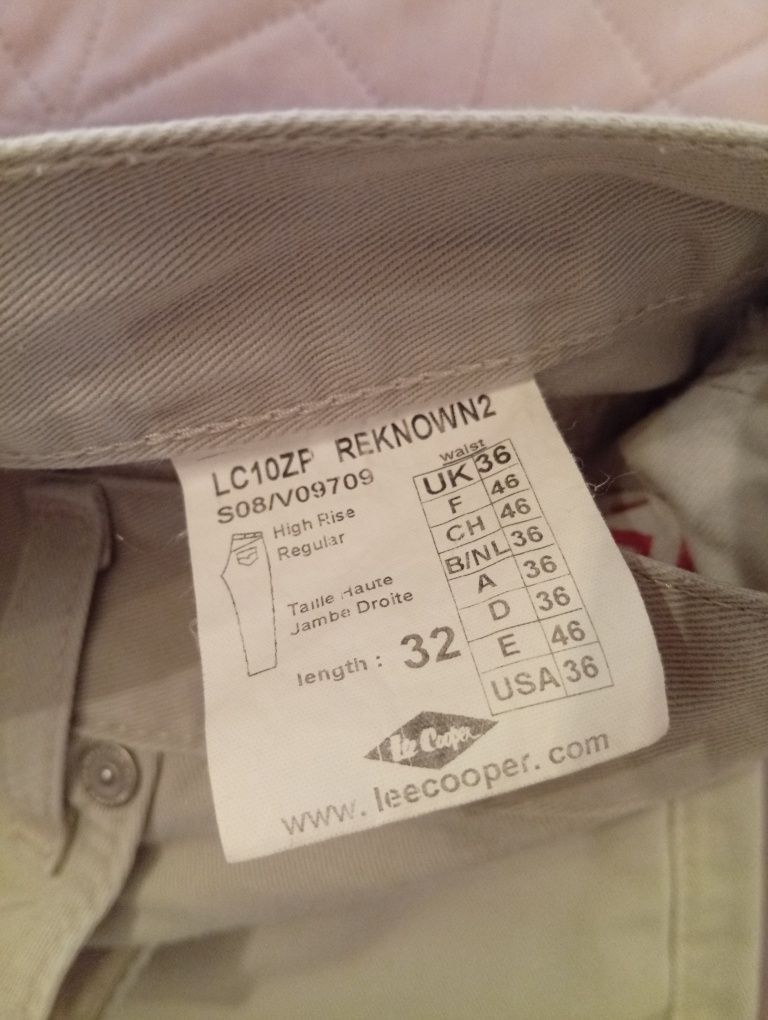 LC10ZP REKNOWN2
S08/V09709
High Rise
Regular
Taille Haute
Jambe Droite
length : 32
waist
UK 36
F 46
CH 46
B/NL 36
A 36
D 36
E 46
USA 36
Lee Cooper
www.leecooper.com